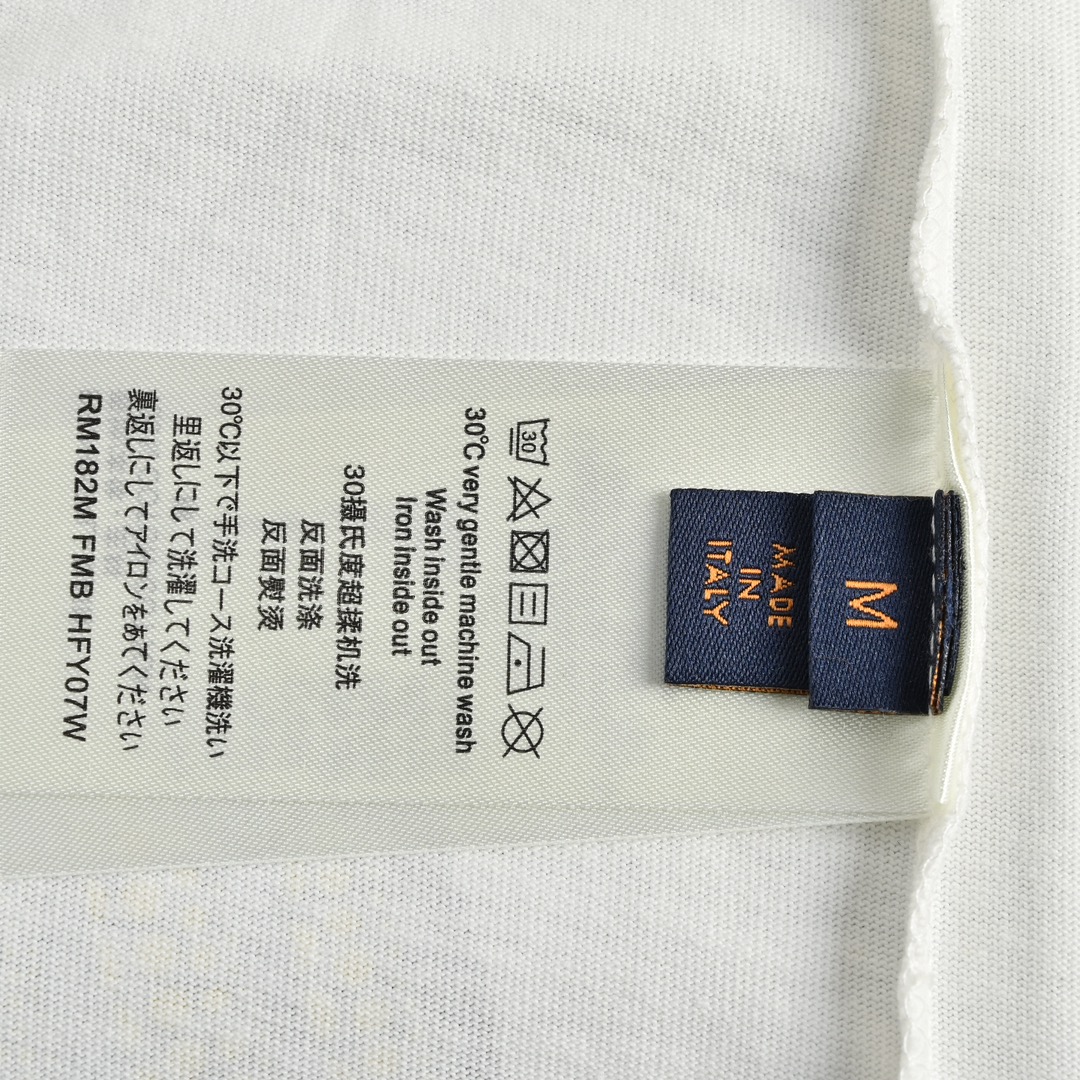 M
MADE
IN
ITALY
30
30℃ very gentle machine wash
Wash inside out
Iron inside out
30摄氏度超揉机洗
反面洗涤
反面熨烫
30℃以下で手洗コース洗濯機洗い
里返しにして洗濯してください
裏返しにしてアイロンをあてください
RM182M FMB HFY07W